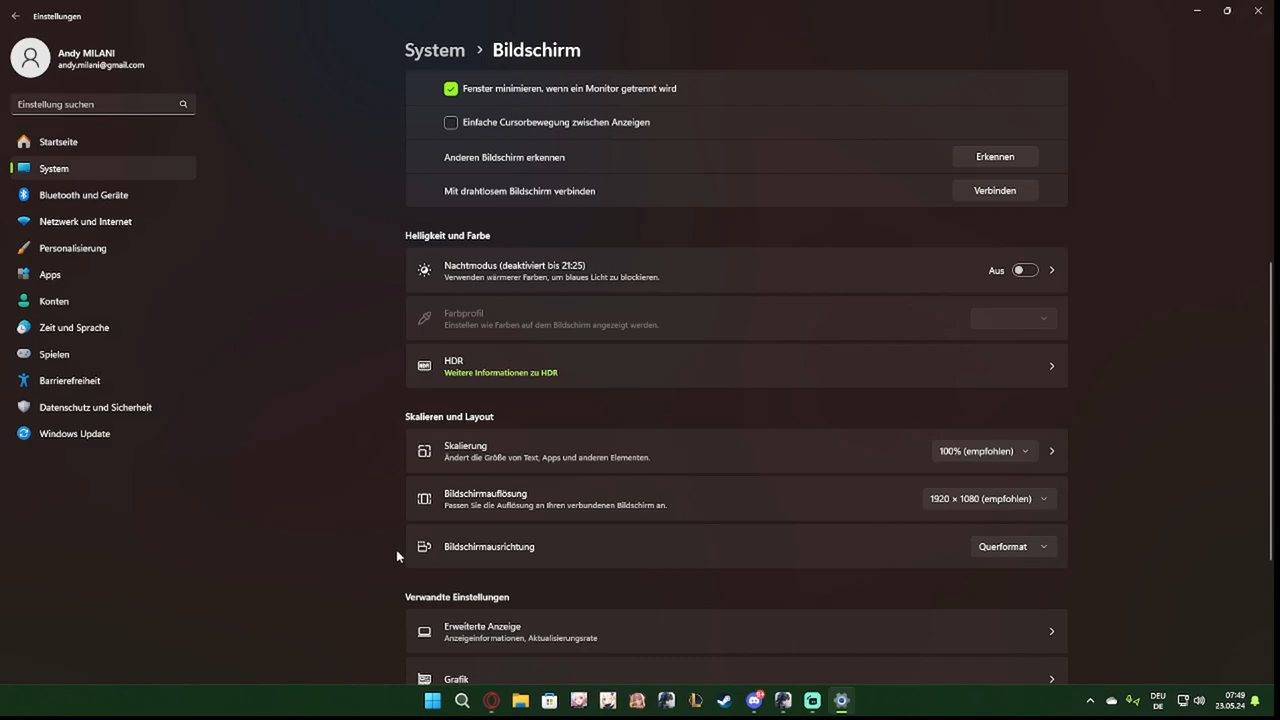 Einstellungen
Andy MILANI
andy.milani@gmail.com
Einstellung suchen
Startseite
System
Bluetooth und Geräte
Netzwerk und Internet
Personalisierung
Apps
Konten
Zeit und Sprache
Spielen
Barrierefreiheit
Datenschutz und Sicherheit
Windows Update
System > Bildschirm
Fenster minimieren, wenn ein Monitor getrennt wird
Einfache Cursorbewegung zwischen Anzeigen
Anderen Bildschirm erkennen
Erkennen
Mit drahtlosem Bildschirm verbinden
Verbinden
Helligkeit und Farbe
Nachtmodus (deaktiviert bis 21:25)
Verwenden wärmerer Farben, um blaues Licht zu blockieren.
Aus
Farbprofil
Einstellen wie Farben auf dem Bildschirm angezeigt werden.
HDR
HDR
Weitere Informationen zu HDR
Skalieren und Layout
Skalierung
Ändert die Größe von Text, Apps und anderen Elementen.
100% (empfohlen)
Bildschirmauflösung
Passen Sie die Auflösung an Ihren verbundenen Bildschirm an.
1920 × 1080 (empfohlen)
Bildschirmausrichtung
Querformat
Verwandte Einstellungen
Erweiterte Anzeige
Anzeigeinformationen, Aktualisierungsrate
Grafik
DEU
DE
07:49
23.05.24